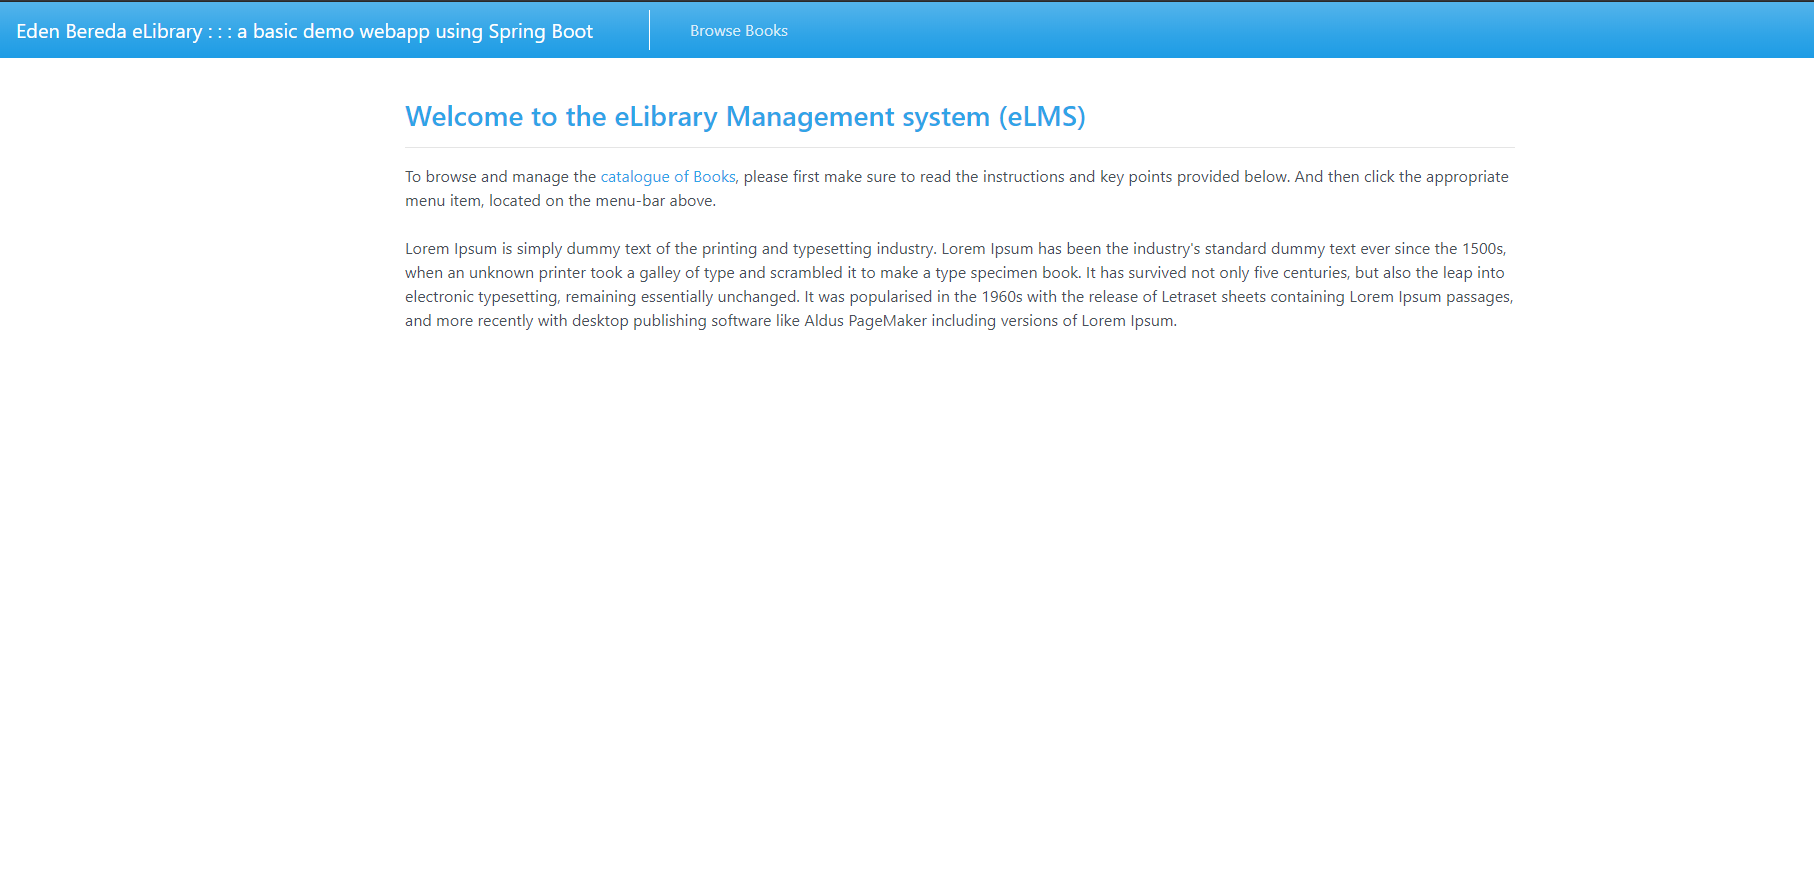 Eden Bereda eLibrary : : : a basic demo webapp using Spring Boot
Browse Books
Welcome to the eLibrary Management system (eLMS)
To browse and manage the catalogue of Books, please first make sure to read the instructions and key points provided below. And then click the appropriate
menu item, located on the menu-bar above.
Lorem Ipsum is simply dummy text of the printing and typesetting industry. Lorem Ipsum has been the industry's standard dummy text ever since the 1500s,
when an unknown printer took a galley of type and scrambled it to make a type specimen book. It has survived not only five centuries, but also the leap into
electronic typesetting, remaining essentially unchanged. It was popularised in the 1960s with the release of Letraset sheets containing Lorem Ipsum passages,
and more recently with desktop publishing software like Aldus PageMaker including versions of Lorem Ipsum.